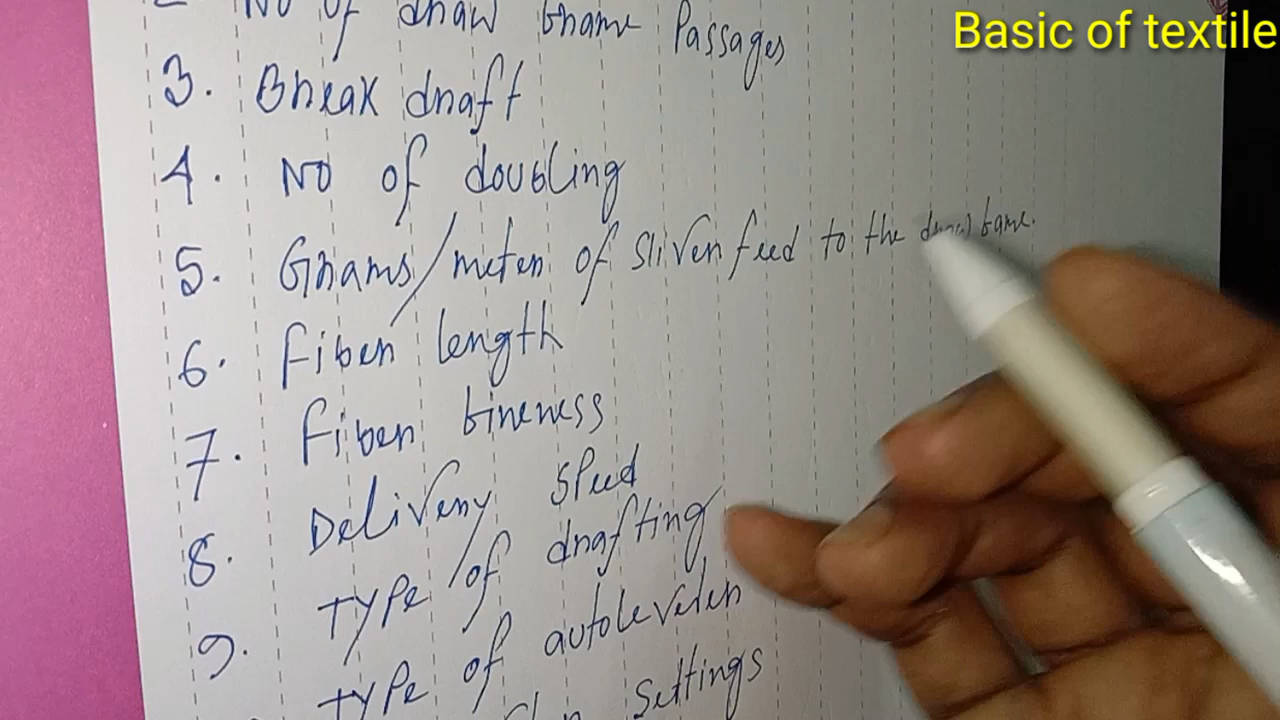 Basic of textile
No of draw frame Passages
3. Break draft
4. No of doubling
5. Grams/meter of Sliver feed to the draw frame.
6. Fiber length
7. Fiber fineness
8. Delivery speed
9. Type of drafting
Type of autoleveler
Settings